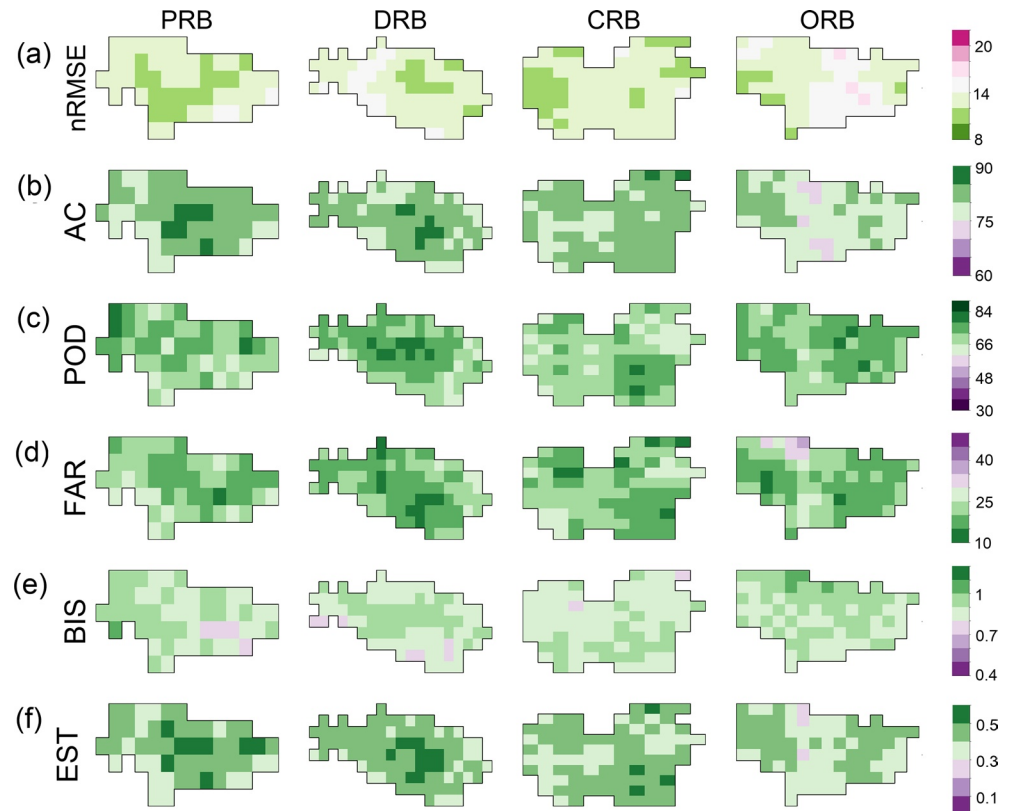 PRB DRB CRB ORB
(a) nRMSE 20 14 8
(b) AC 90 75 60
(c) POD 84 66 48 30
(d) FAR 40 25 10
(e) BIS 1 0.7 0.4
(f) EST 0.5 0.3 0.1